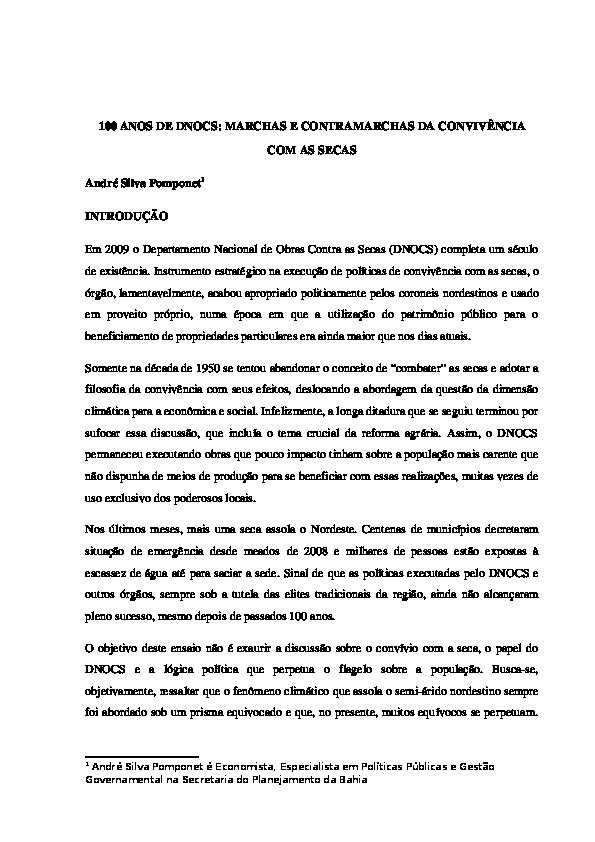 100 ANOS DE DNOCS: MARCHAS E CONTRAMARCHAS DA CONVIVÊNCIA
COM AS SECAS
André Silva Pomponet¹
INTRODUÇÃO
Em 2009 o Departamento Nacional de Obras Contra as Secas (DNOCS) completa um século
de existência. Instrumento estratégico na execução de políticas de convivência com as secas, o
órgão, lamentavelmente, acabou apropriado politicamente pelos coroneis nordestinos e usado
em proveito próprio, numa época em que a utilização do patrimônio público para o
beneficiamento de propriedades particulares era ainda maior que nos dias atuais.
Somente na década de 1950 se tentou abandonar o conceito de "combater" as secas e adotar a
filosofia da convivência com seus efeitos, deslocando a abordagem da questão da dimensão
climática para a econômica e social. Infelizmente, a longa ditadura que se seguiu terminou por
sufocar essa discussão, que incluía o tema crucial da reforma agrária. Assim, o DNOCS
permaneceu executando obras que pouco impacto tinham sobre a população mais carente que
não dispunha de meios de produção para se beneficiar com essas realizações, muitas vezes de
uso exclusivo dos poderosos locais.
Nos últimos meses, mais uma seca assola o Nordeste. Centenas de municípios decretaram
situação de emergência desde meados de 2008 e milhares de pessoas estão expostas à
escassez de água até para saciar a sede. Sinal de que as políticas executadas pelo DNOCS e
outros órgãos, sempre sob a tutela das elites tradicionais da região, ainda não alcançaram
pleno sucesso, mesmo depois de passados 100 anos.
O objetivo deste ensaio não é exaurir a discussão sobre o convívio com a seca, o papel do
DNOCS e a lógica política que perpetua o flagelo sobre a população. Busca-se,
objetivamente, ressaltar que o fenômeno climático que assola o semi-árido nordestino sempre
foi abordado sob um prisma equivocado e que, no presente, muitos equívocos se perpetuam.
¹ André Silva Pomponet é Economista, Especialista em Políticas Públicas e Gestão
Governamental na Secretaria do Planejamento da Bahia